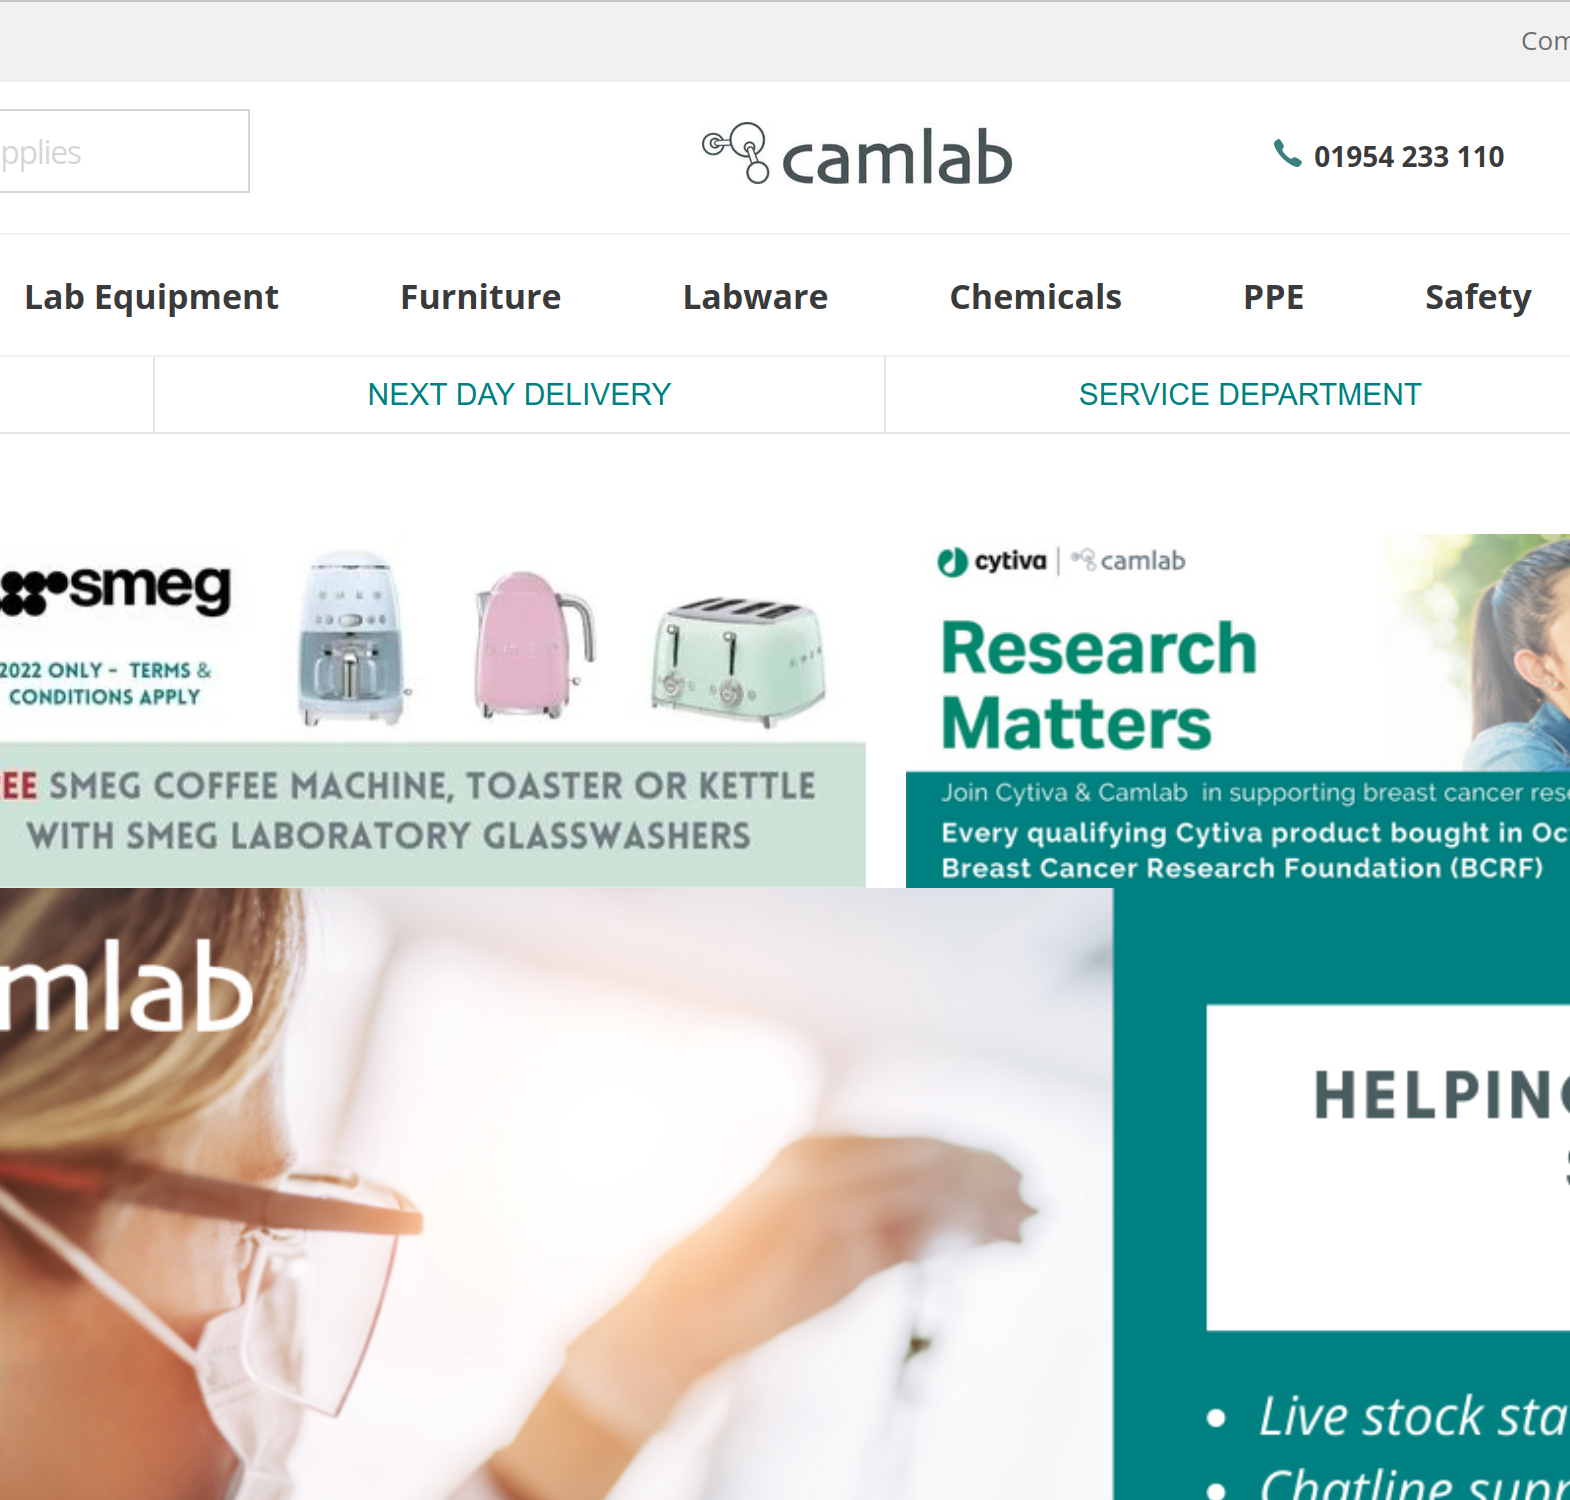 Com
pplies
camlab
01954 233 110
Lab Equipment
Furniture
Labware
Chemicals
PPE
Safety
NEXT DAY DELIVERY
SERVICE DEPARTMENT
smeg
2022 ONLY - TERMS &
CONDITIONS APPLY
EE SMEG COFFEE MACHINE, TOASTER OR KETTLE
WITH SMEG LABORATORY GLASSWASHERS
cytiva | camlab
Research
Matters
Join Cytiva & Camlab in supporting breast cancer rese
Every qualifying Cytiva product bought in Oc
Breast Cancer Research Foundation (BCRF)
mlab
HELPING
• Live stock sta
• Chatline supp